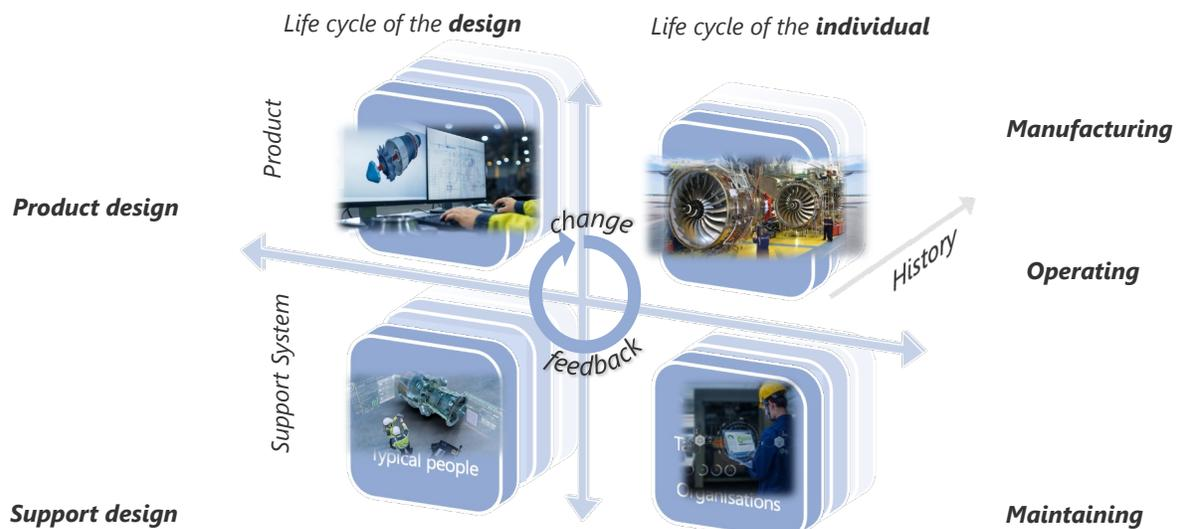 Life cycle of the design
Life cycle of the individual
Product
Manufacturing
Product design
change
History
Operating
Support System
feedback
Typical people
Organisations
Support design
Maintaining